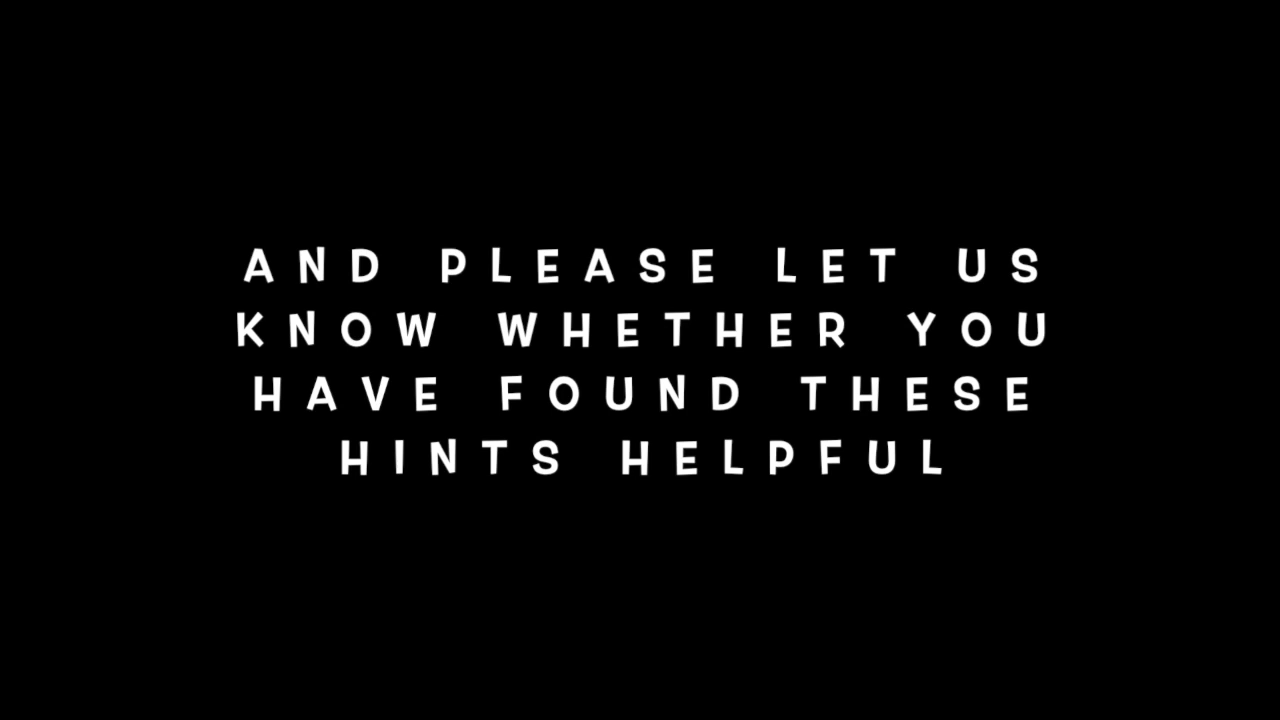 AND PLEASE LET US
KNOW WHETHER YOU
HAVE FOUND THESE
HINTS HELPFUL